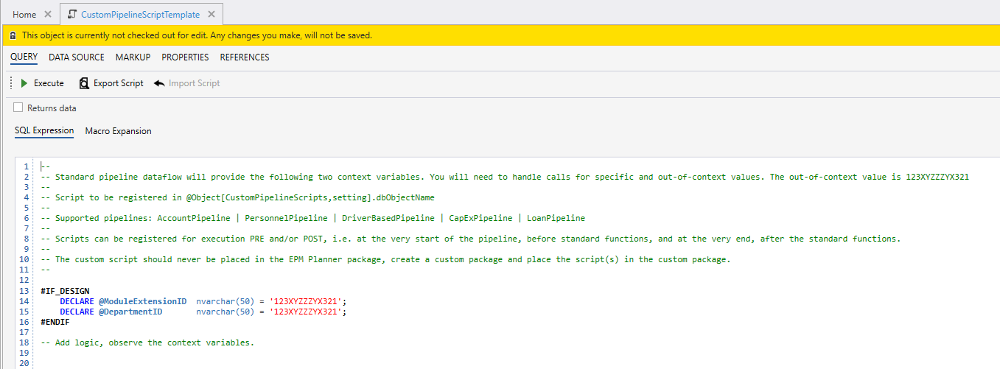 Home CustomPipelineScriptTemplate
This object is currently not checked out for edit. Any changes you make, will not be saved.
QUERY DATA SOURCE MARKUP PROPERTIES REFERENCES
Execute Export Script Import Script
Returns data
SQL Expression Macro Expansion
1 --
2 -- Standard pipeline dataflow will provide the following two context variables. You will need to handle calls for specific and out-of-context values. The out-of-context value is 123XYZZZYX321
3 --
4 -- Script to be registered in @Object[CustomPipelineScripts,setting].dbObjectName
5 --
6 -- Supported pipelines: AccountPipeline | PersonnelPipeline | DriverBasedPipeline | CapExPipeline | LoanPipeline
7 --
8 -- Scripts can be registered for execution PRE and/or POST, i.e. at the very start of the pipeline, before standard functions, and at the very end, after the standard functions.
9 --
10 -- The custom script should never be placed in the EPM Planner package, create a custom package and place the script(s) in the custom package.
11 --
12
13 #IF_DESIGN
14 DECLARE @ModuleExtensionID nvarchar(50) = '123XYZZZYX321';
15 DECLARE @DepartmentID nvarchar(50) = '123XYZZZYX321';
16 #ENDIF
17
18 -- Add logic, observe the context variables.
19
20